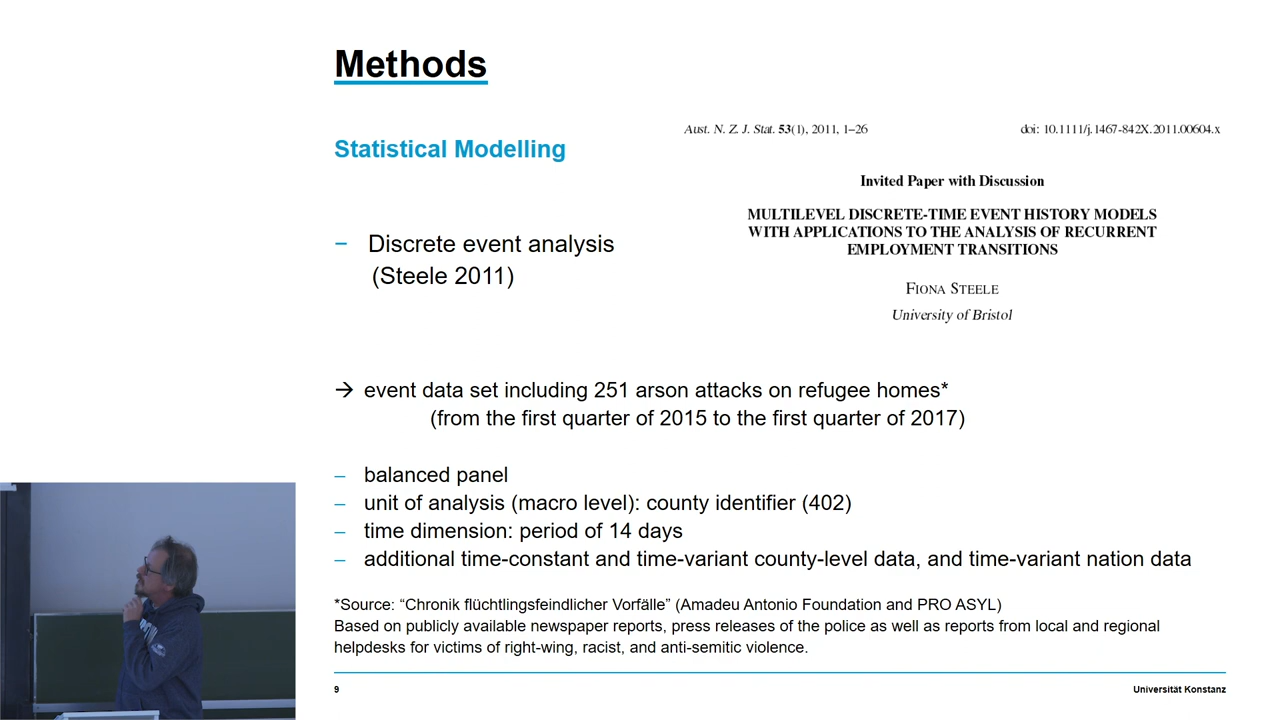 Methods
Statistical Modelling
Aust. N. Z. J. Stat. 53(1), 2011, 1–26
doi: 10.1111/j.1467-842X.2011.00604.x
Invited Paper with Discussion
MULTILEVEL DISCRETE-TIME EVENT HISTORY MODELS
WITH APPLICATIONS TO THE ANALYSIS OF RECURRENT
EMPLOYMENT TRANSITIONS
FIONA STEELE
University of Bristol
– Discrete event analysis
(Steele 2011)
→ event data set including 251 arson attacks on refugee homes*
(from the first quarter of 2015 to the first quarter of 2017)
– balanced panel
– unit of analysis (macro level): county identifier (402)
– time dimension: period of 14 days
– additional time-constant and time-variant county-level data, and time-variant nation data
*Source: “Chronik flüchtlingsfeindlicher Vorfälle” (Amadeu Antonio Foundation and PRO ASYL)
Based on publicly available newspaper reports, press releases of the police as well as reports from local and regional
helpdesks for victims of right-wing, racist, and anti-semitic violence.
9
Universität Konstanz